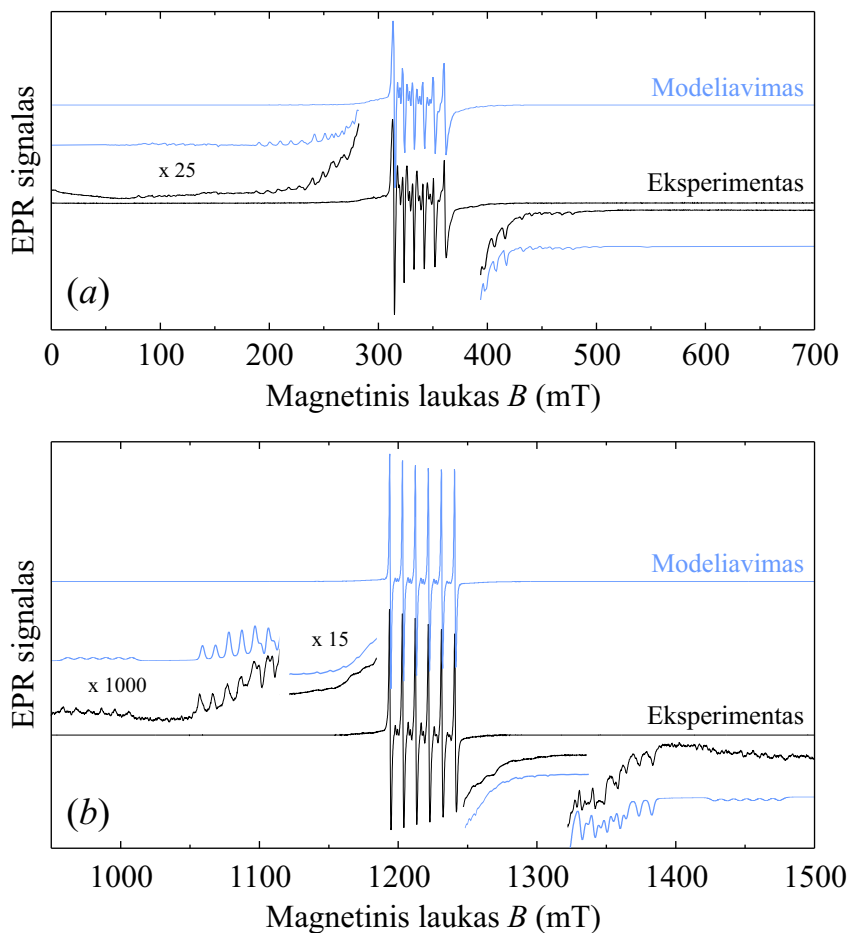 EPR signalas
Modeliavimas
x 25
Eksperimentas
(a)
0 100 200 300 400 500 600 700
Magnetinis laukas B (mT)
EPR signalas
Modeliavimas
x 15
x 1000
Eksperimentas
(b)
1000 1100 1200 1300 1400 1500
Magnetinis laukas B (mT)